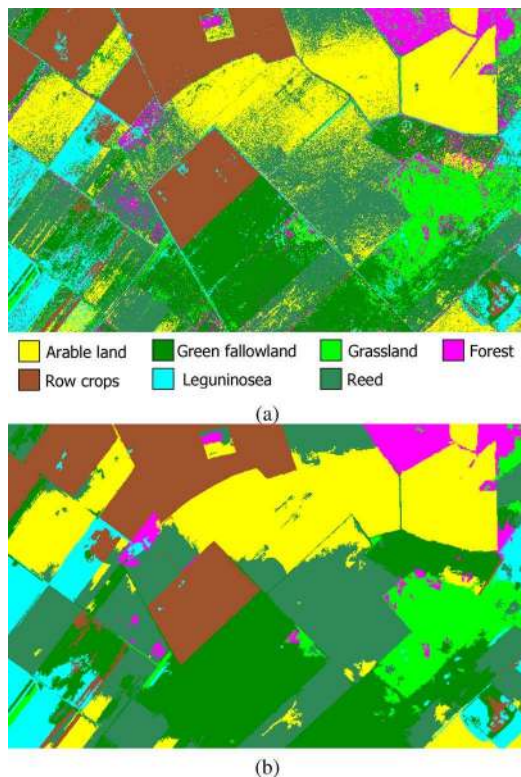 Arable land Green fallowland Grassland Forest
Row crops Leguninosea Reed
(a)
(b)